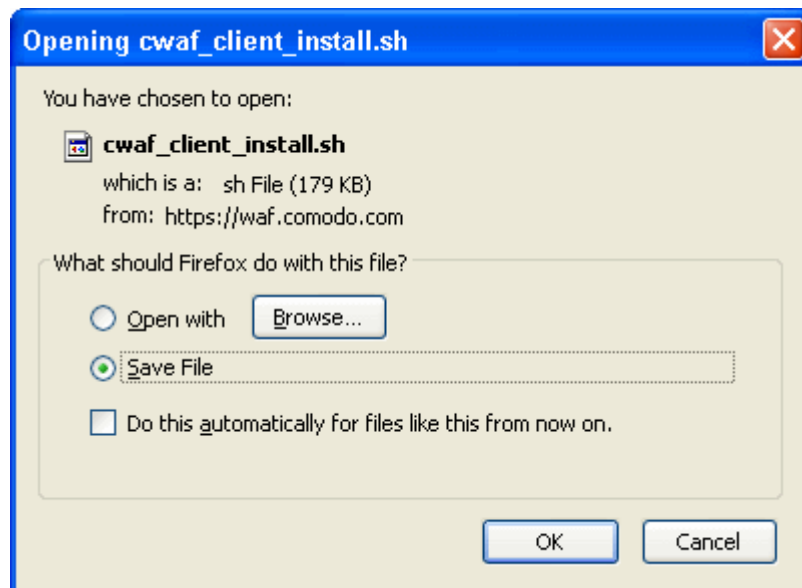 Opening cwaf_client_install.sh
You have chosen to open:
cwaf_client_install.sh
which is a: sh File (179 KB)
from: https://waf.comodo.com
What should Firefox do with this file?
Open with Browse...
Save File
Do this automatically for files like this from now on.
OK Cancel